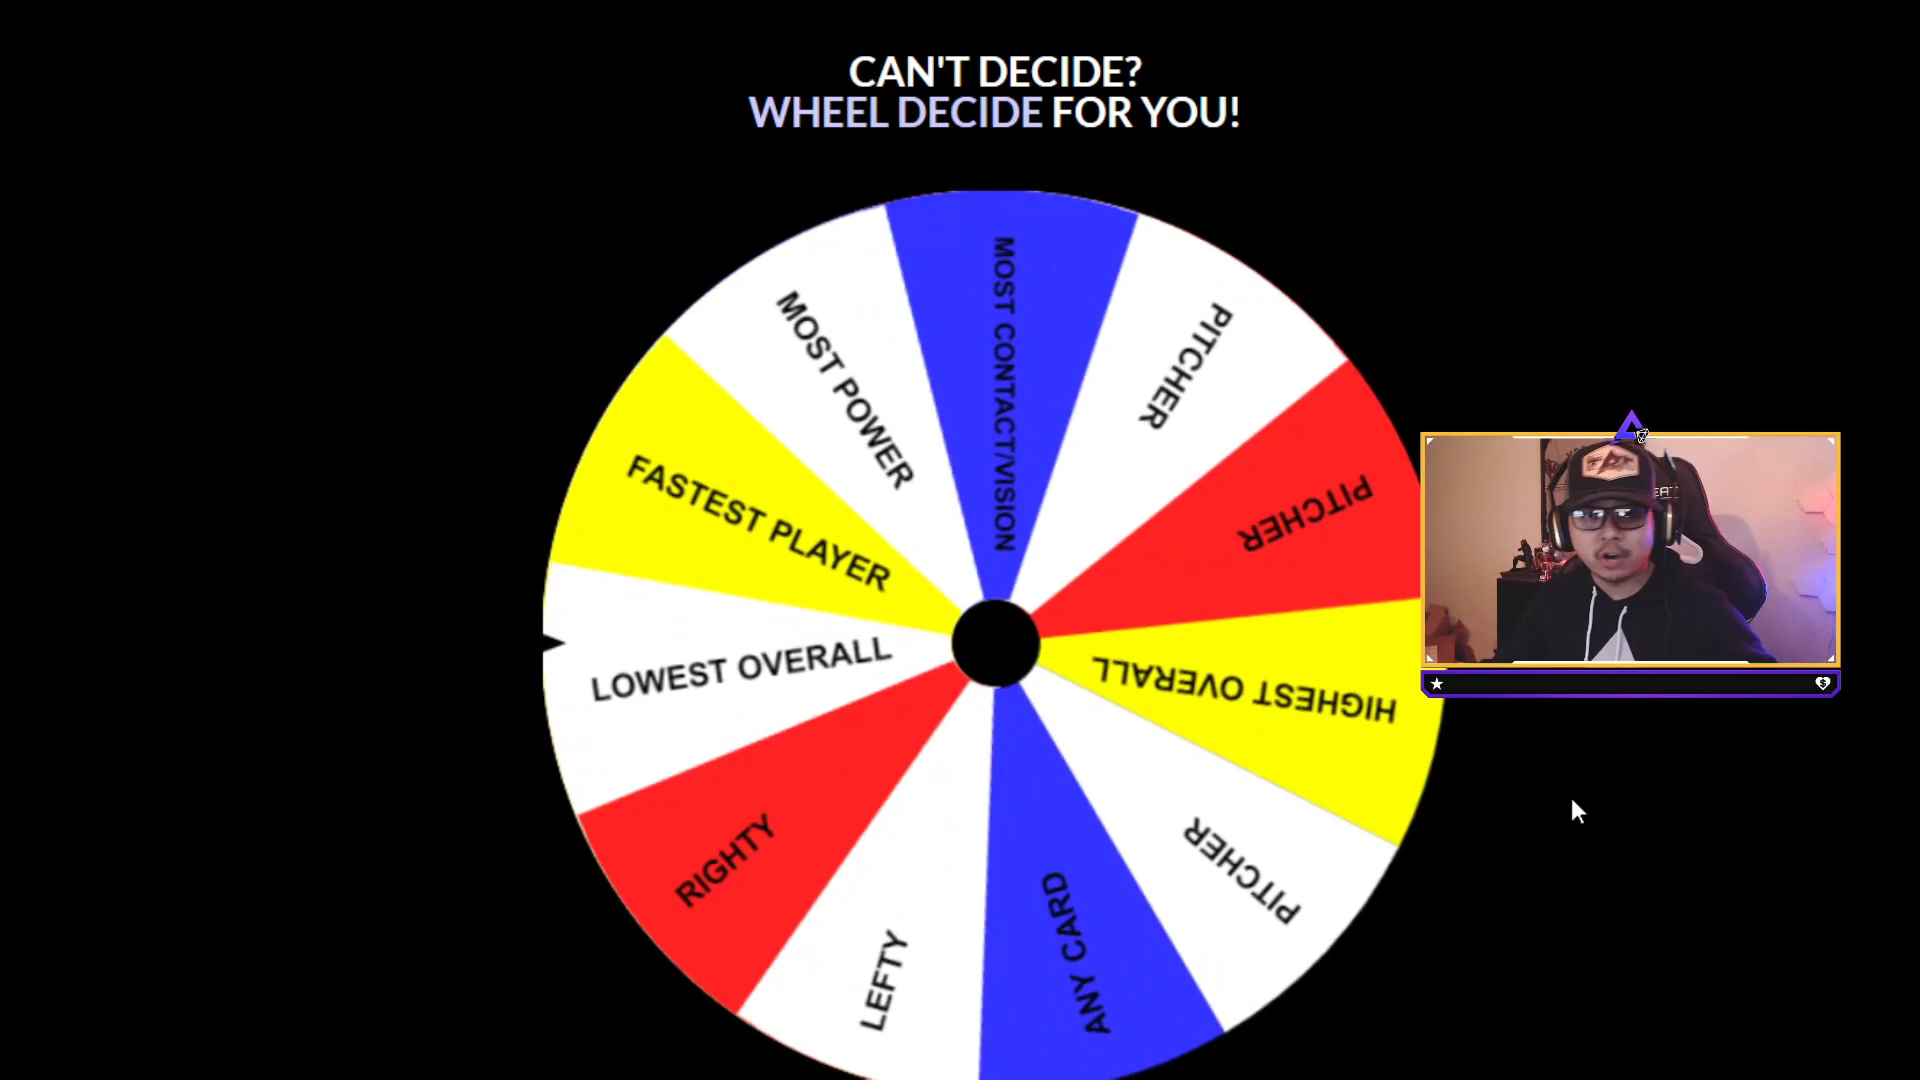 CAN'T DECIDE?
WHEEL DECIDE FOR YOU!
MOST CONTACT/VISION
PITCHER
PITCHER
HIGHEST OVERALL
PITCHER
ANY CARD
LEFTY
RIGHTY
LOWEST OVERALL
FASTEST PLAYER
MOST POWER